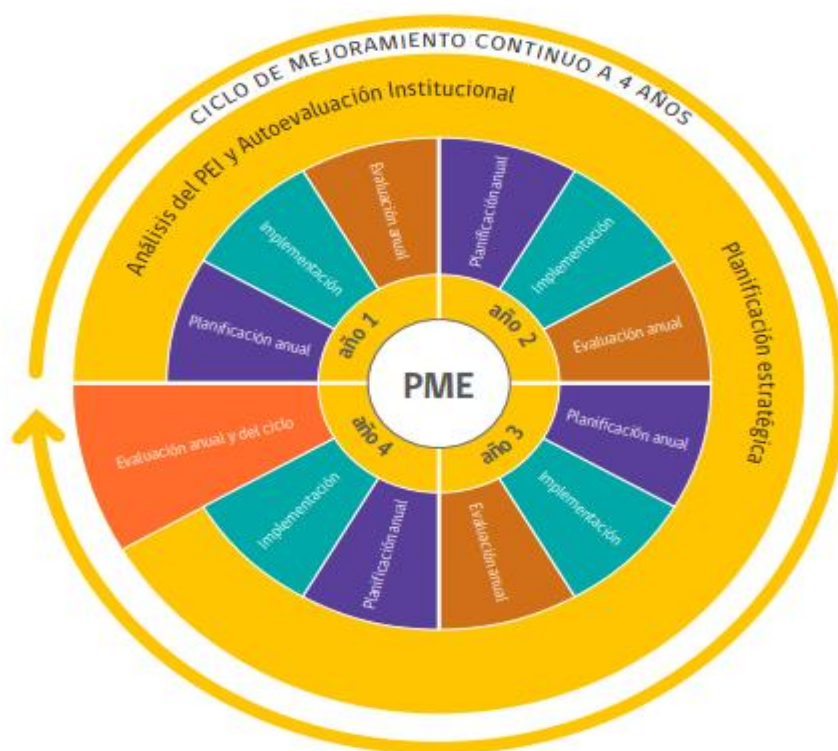 CICLO DE MEJORAMIENTO CONTINUO A 4 AÑOS
Análisis del PEI y Autoevaluación Institucional
Planificación estratégica
PME
año 1
Planificación anual
Implementación
Evaluación anual
año 2
Planificación anual
Implementación
Evaluación anual
año 3
Planificación anual
Implementación
Evaluación anual
año 4
Planificación anual
Implementación
Evaluación anual y del ciclo